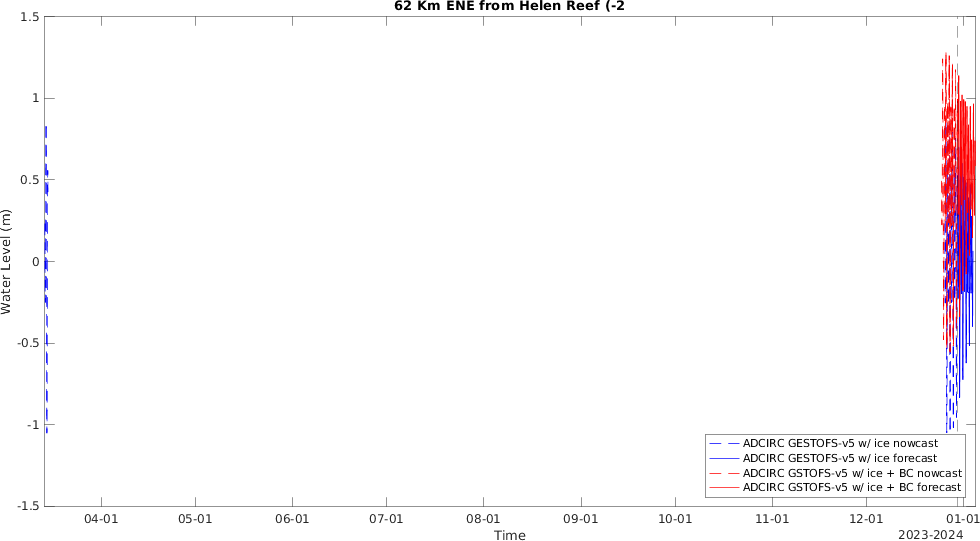 62 Km ENE from Helen Reef (-2
1.5
1
0.5
0
-0.5
-1
-1.5
Water Level (m)
ADCIRC GESTOFS-v5 w/ ice nowcast
ADCIRC GESTOFS-v5 w/ ice forecast
ADCIRC GSTOFS-v5 w/ ice + BC nowcast
ADCIRC GSTOFS-v5 w/ ice + BC forecast
04-01 05-01 06-01 07-01 08-01 09-01 10-01 11-01 12-01 01-01
Time
2023-2024